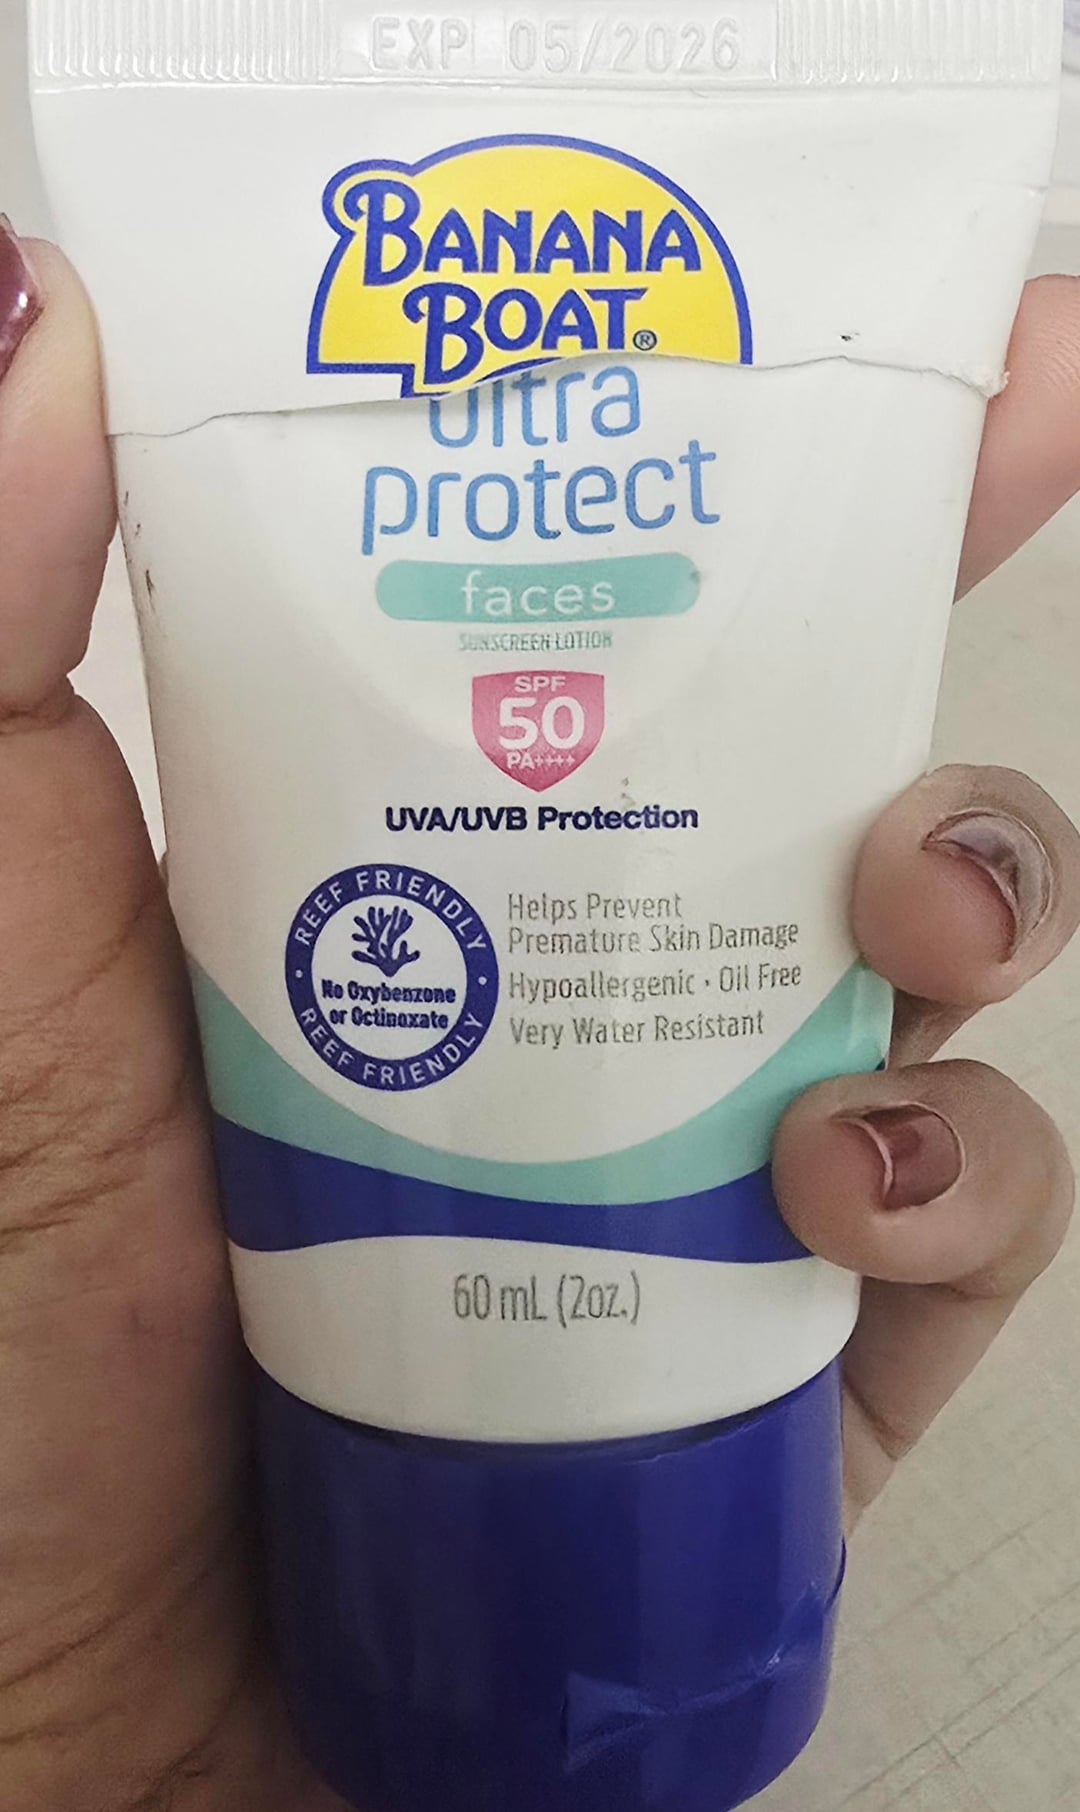 EXP 05/2026
BANANA
BOAT®
ultra
protect
faces
SUNSCREEN LOTION
SPF
50
PA++++
UVA/UVB Protection
REEF FRIENDLY
No Oxybenzone
or Octinoxate
REEF FRIENDLY
Helps Prevent
Premature Skin Damage
Hypoallergenic • Oil Free
Very Water Resistant
60 mL (2oz.)